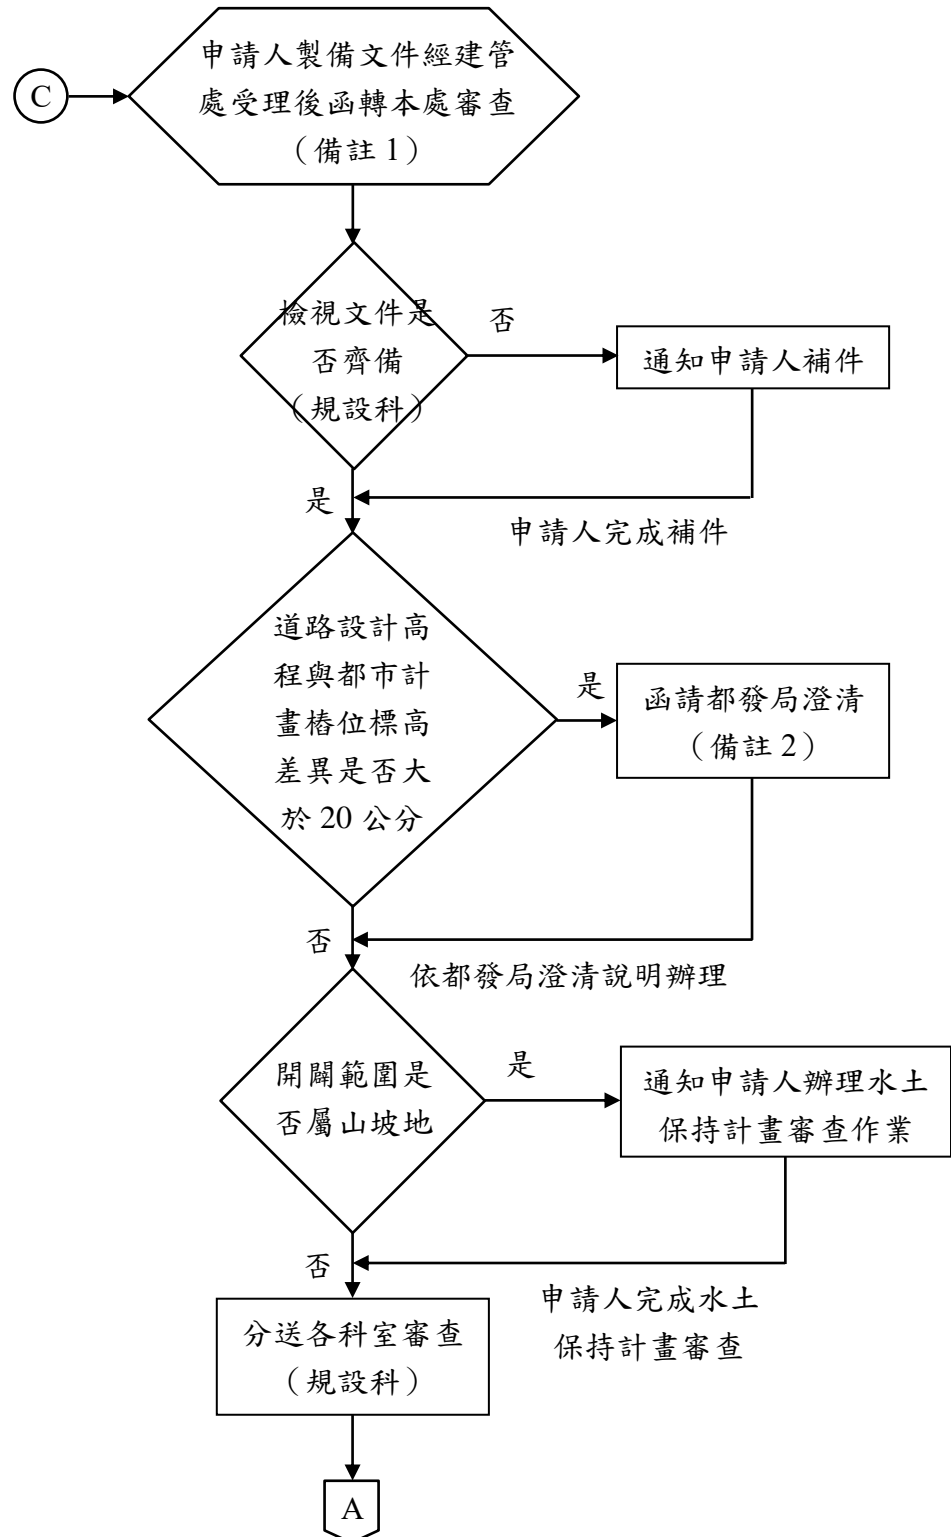 申請人製備文件經建管
C
處受理後函轉本處審查
（備註 1）
檢視文件是
否齊備
（規設科）
否
通知申請人補件
是
申請人完成補件
道路設計高
程與都市計
畫樁位標高
差異是否大
於 20 公分
是
函請都發局澄清
（備註 2）
否
依都發局澄清說明辦理
開闢範圍是
否屬山坡地
是
通知申請人辦理水土
保持計畫審查作業
否
申請人完成水土
保持計畫審查
分送各科室審查
（規設科）
A